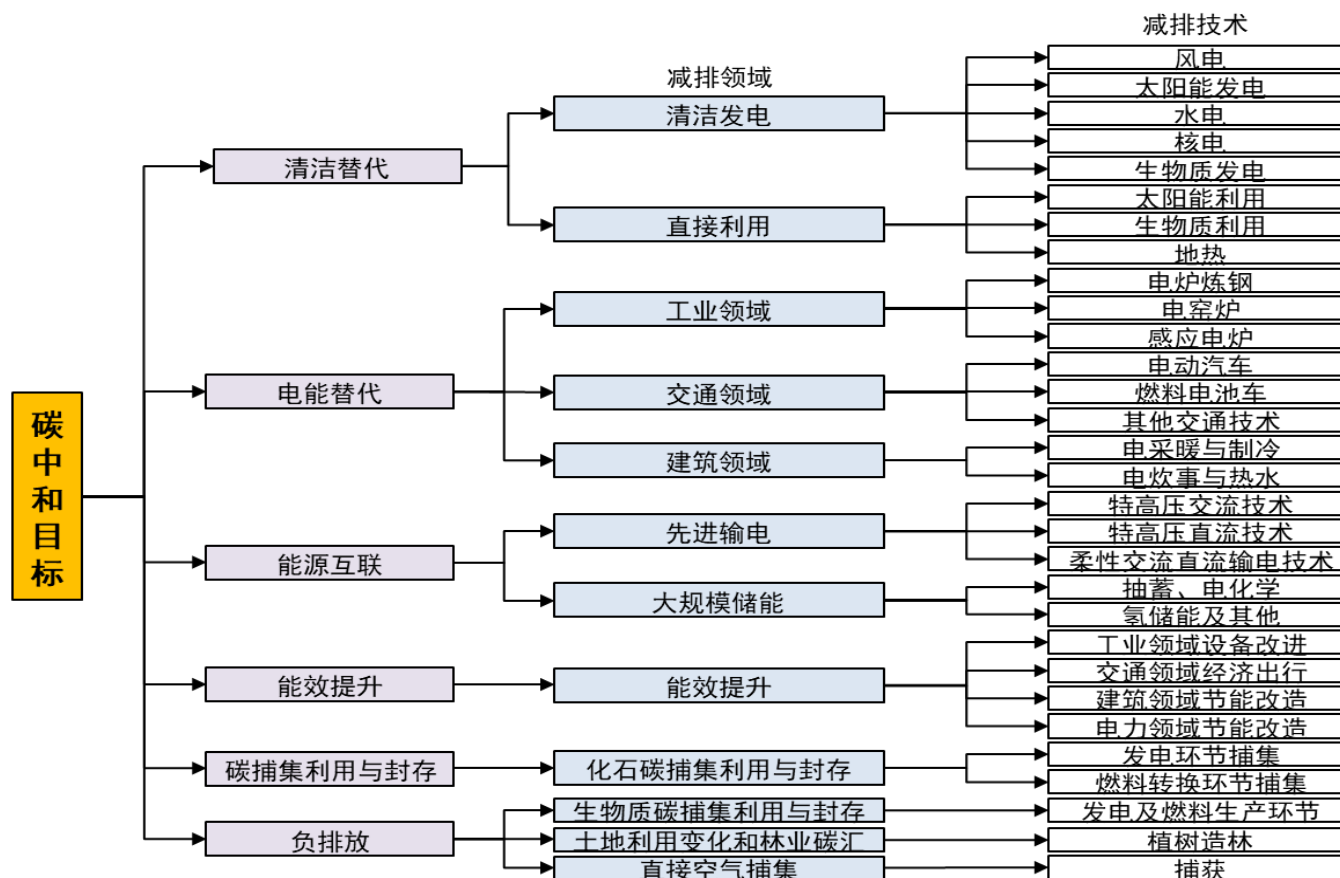 减排技术
减排领域
碳中和目标
清洁替代
清洁发电
风电
太阳能发电
水电
核电
生物质发电
直接利用
太阳能利用
生物质利用
地热
电能替代
工业领域
电炉炼钢
电窑炉
感应电炉
交通领域
电动汽车
燃料电池车
其他交通技术
建筑领域
电采暖与制冷
电炊事与热水
能源互联
先进输电
特高压交流技术
特高压直流技术
柔性交流直流输电技术
大规模储能
抽蓄、电化学
氢储能及其他
能效提升
能效提升
工业领域设备改进
交通领域经济出行
建筑领域节能改造
电力领域节能改造
碳捕集利用与封存
化石碳捕集利用与封存
发电环节捕集
燃料转换环节捕集
负排放
生物质碳捕集利用与封存
发电及燃料生产环节
土地利用变化和林业碳汇
植树造林
直接空气捕集
捕获